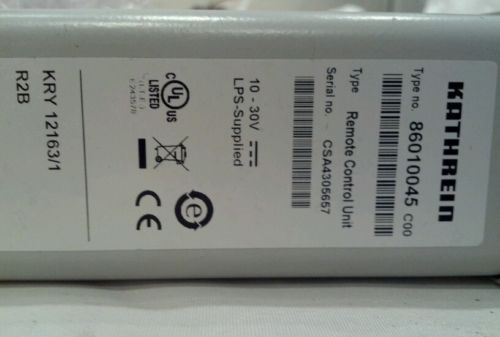 KATHREIN
Type no. 86010045 C00
Type Remote Control Unit
Serial no. CSA4305657
10 - 30V
LPS-Supplied
C UL US
LISTED
E243578
CE
e
KRY 12163/1
R2B